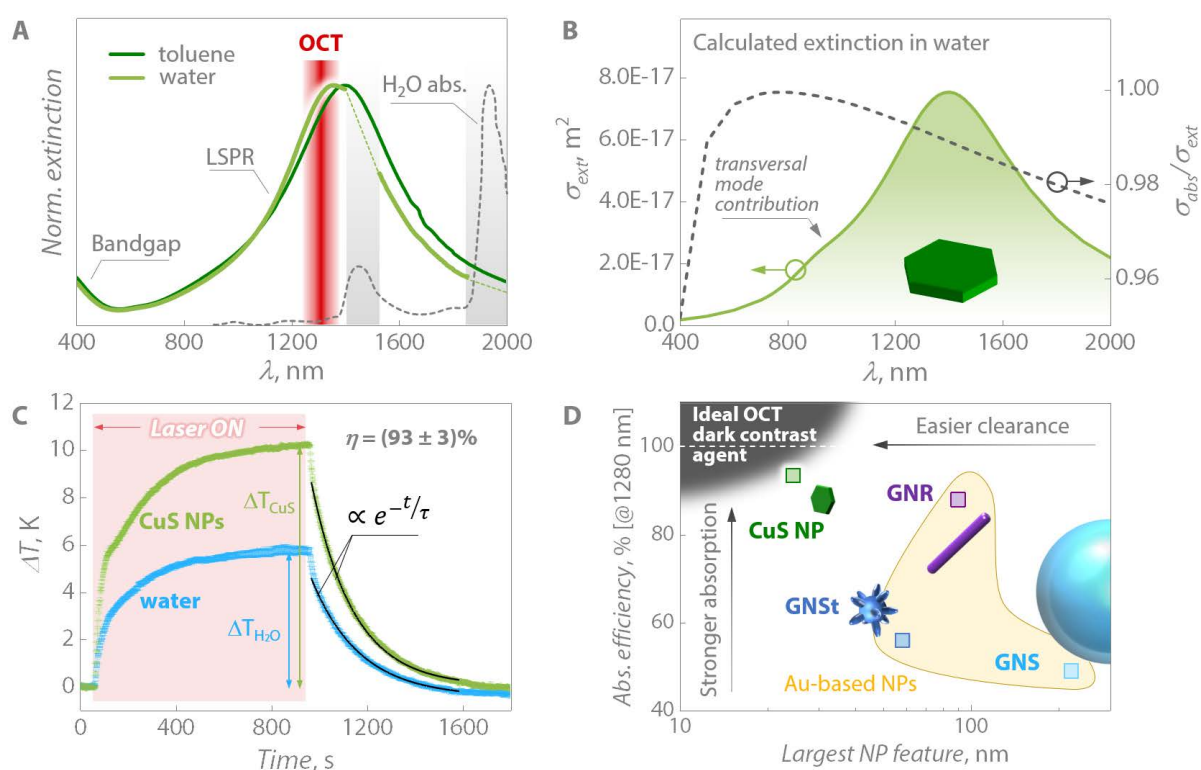 A
toluene
water
OCT
H₂O abs.
LSPR
Bandgap
Norm. extinction
400
800
1200
1600
2000
λ, nm
B
Calculated extinction in water
8.0E-17
6.0E-17
4.0E-17
2.0E-17
0.0
σext, m²
transversal
mode
contribution
1.00
0.98
0.96
σabs/σext
400
800
1200
1600
2000
λ, nm
C
12
10
8
6
4
2
0
ΔT, K
Laser ON
η = (93 ± 3)%
CuS NPs
ΔTCuS
∝ e^−t/τ
water
ΔTH₂O
0
400
800
1200
1600
Time, s
D
Ideal OCT
dark contrast
agent
Easier clearance
100
80
60
40
Abs. efficiency, % [@1280 nm]
Stronger absorption
CuS NP
GNR
GNSt
GNS
Au-based NPs
10
100
Largest NP feature, nm